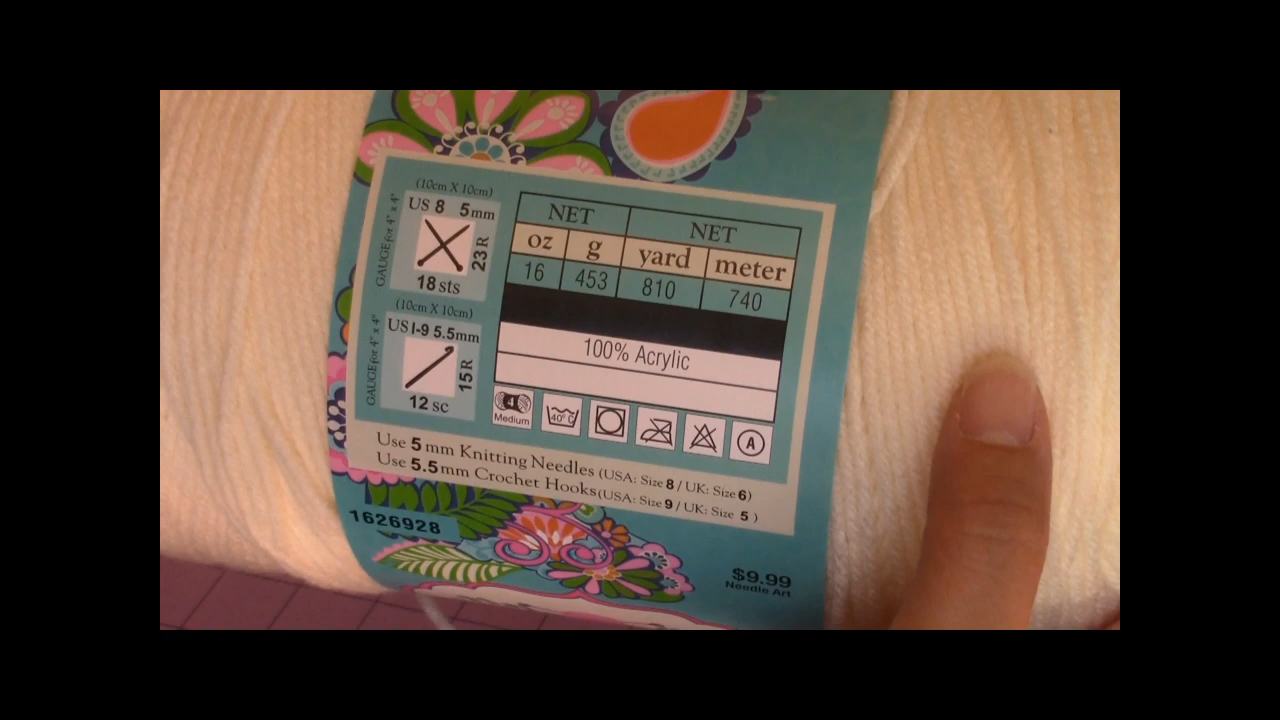 (10cm X 10cm)
GAUGE for 4" x 4"
US 8 5mm
23 R
18 sts
(10cm X 10cm)
GAUGE for 4" x 4"
US I-9 5.5mm
15 R
12 sc
NET NET
oz g yard meter
16 453 810 740
100% Acrylic
4
Medium
40° C
A
Use 5 mm Knitting Needles (USA: Size 8 / UK: Size 6)
Use 5.5mm Crochet Hooks(USA: Size 9 / UK: Size 5 )
1626928
$9.99
Needle Art